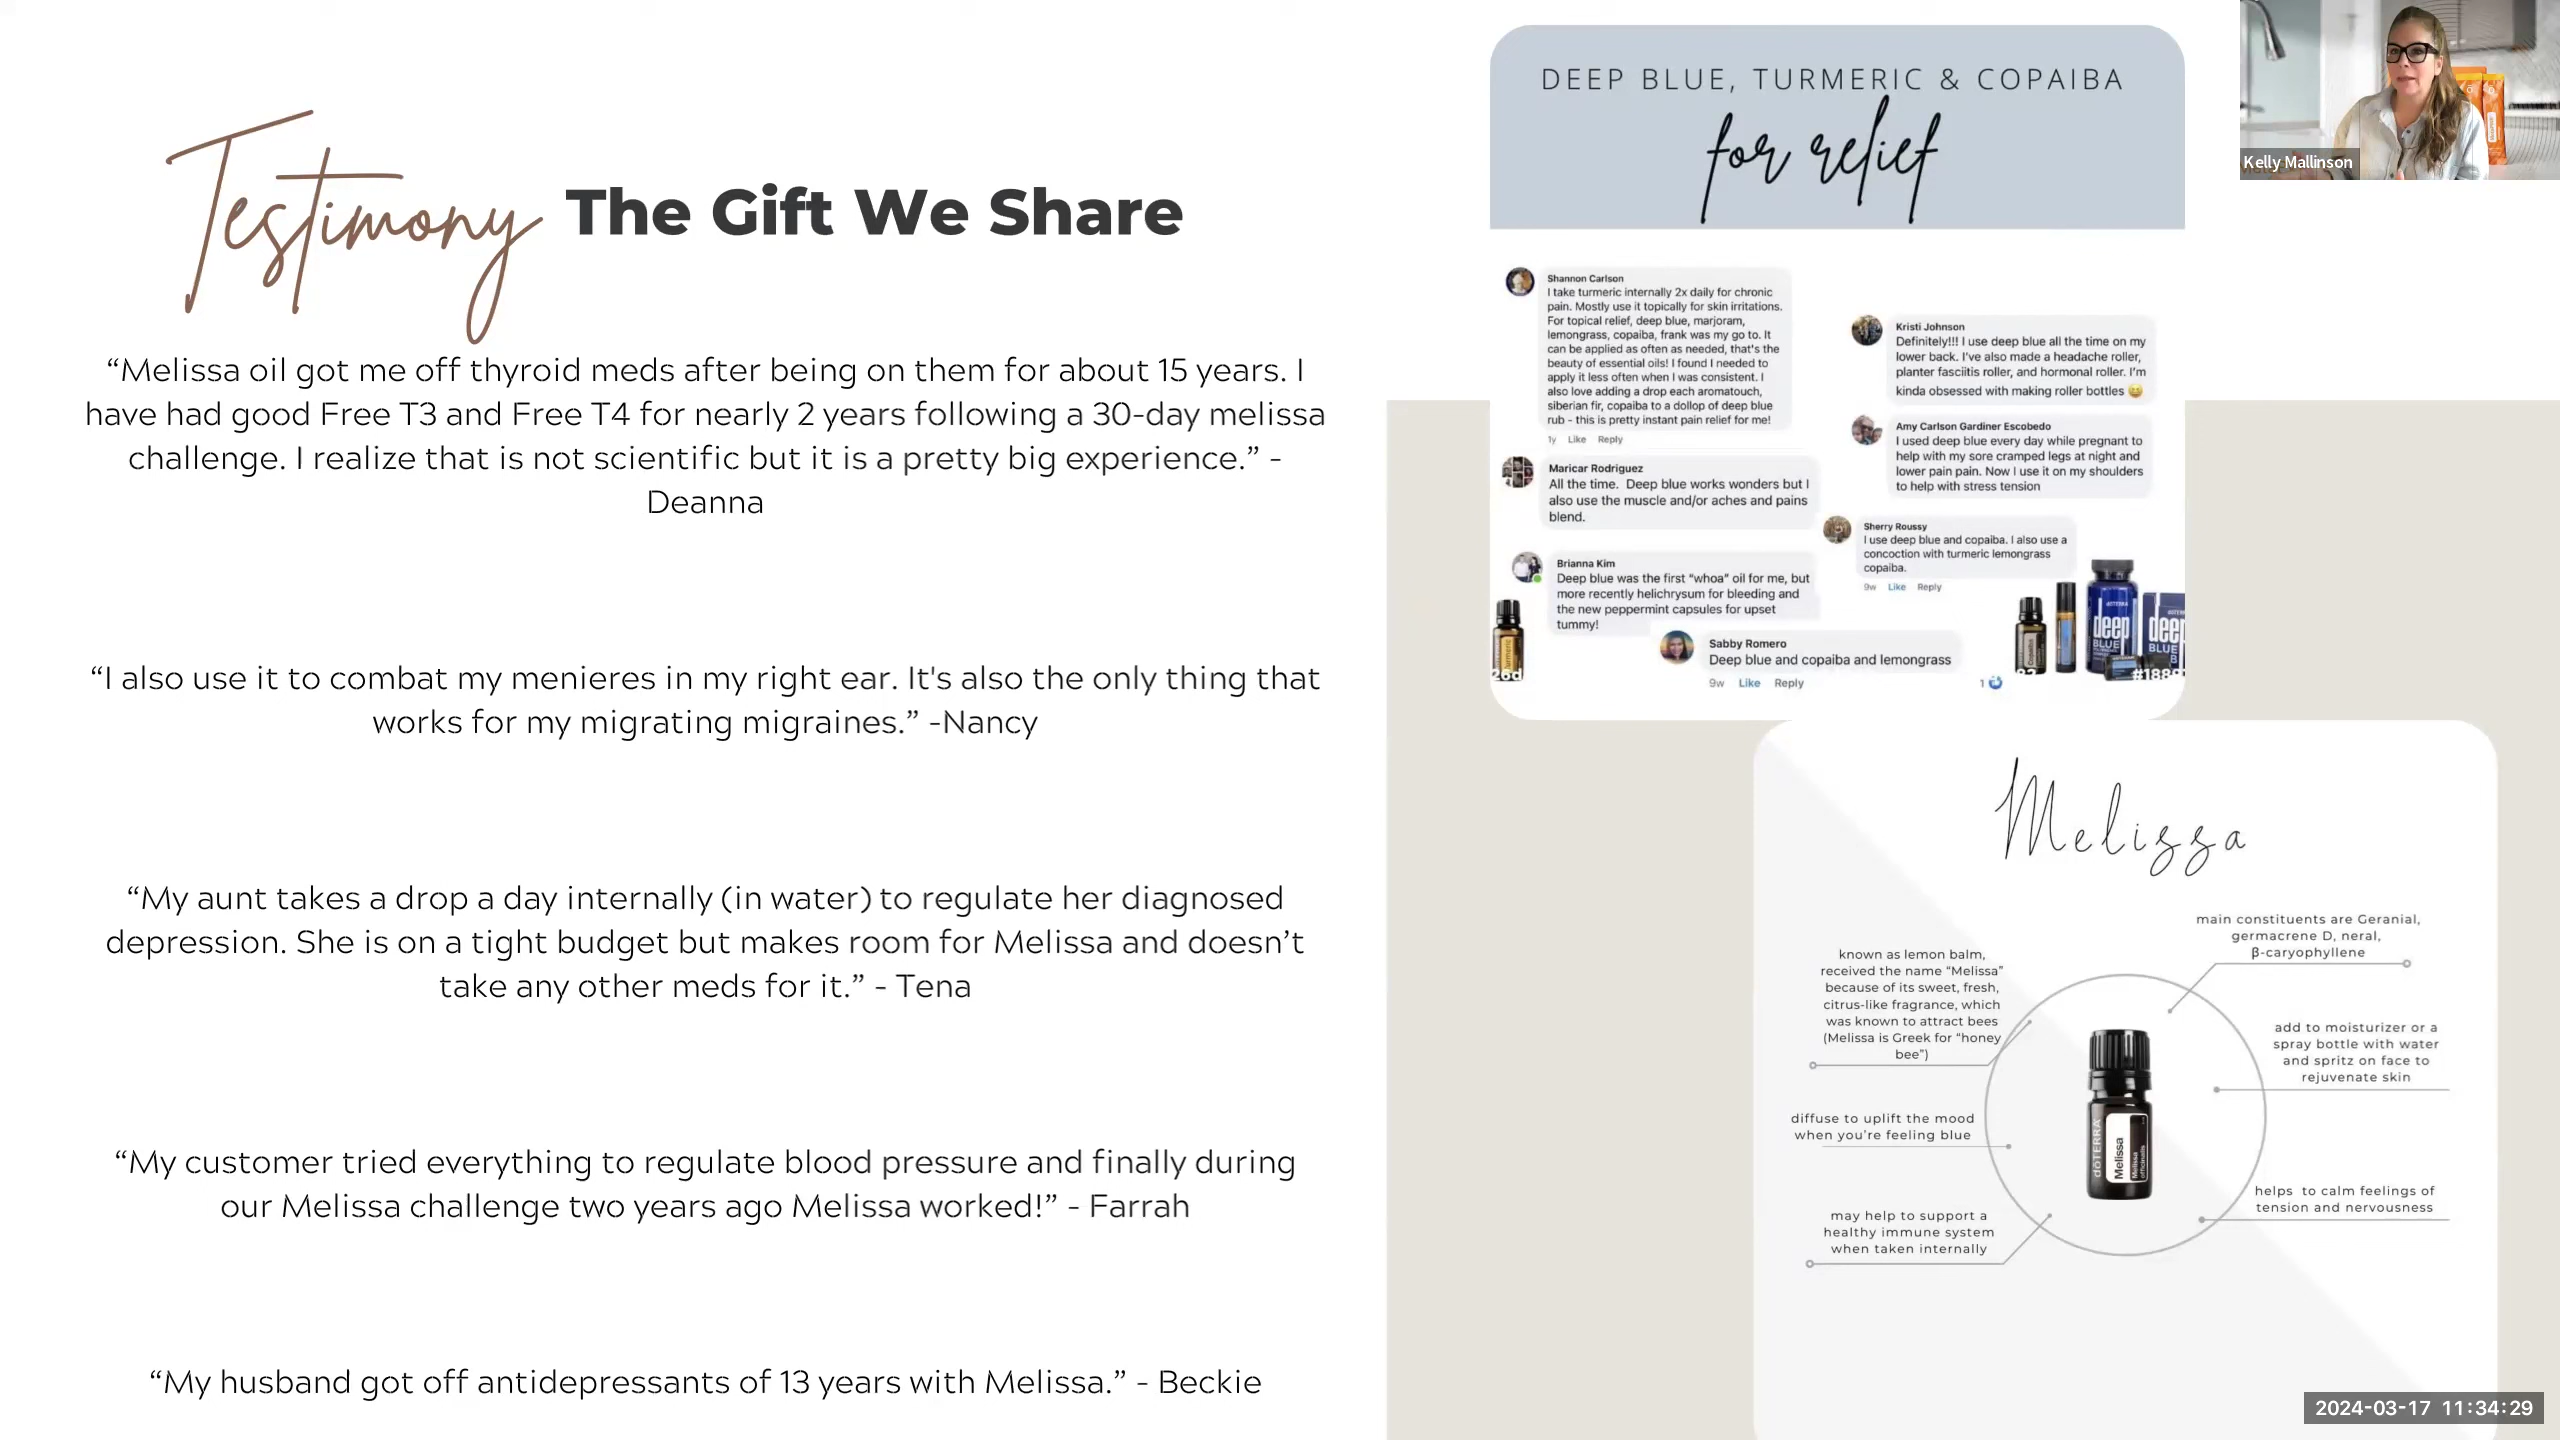 Testimony The Gift We Share
“Melissa oil got me off thyroid meds after being on them for about 15 years. I
have had good Free T3 and Free T4 for nearly 2 years following a 30-day melissa
challenge. I realize that is not scientific but it is a pretty big experience.” -
Deanna
“I also use it to combat my menieres in my right ear. It's also the only thing that
works for my migrating migraines.” -Nancy
“My aunt takes a drop a day internally (in water) to regulate her diagnosed
depression. She is on a tight budget but makes room for Melissa and doesn’t
take any other meds for it.” - Tena
“My customer tried everything to regulate blood pressure and finally during
our Melissa challenge two years ago Melissa worked!” - Farrah
“My husband got off antidepressants of 13 years with Melissa.” - Beckie
DEEP BLUE, TURMERIC & COPAIBA
for relief
Shannon Carlson
I take turmeric internally 2x daily for chronic
pain. Mostly use it topically for skin irritations.
For topical relief, deep blue, marjoram,
lemongrass, copaiba, frank was my go to. It
can be applied as often as needed, that's the
beauty of essential oils! I found I needed to
apply it less often when I was consistent. I
also love adding a drop each aromatouch,
siberian fir, copaiba to a dollop of deep blue
rub - this is pretty instant pain relief for me!
1y Like Reply
Maricar Rodriguez
All the time. Deep blue works wonders but I
also use the muscle and/or aches and pains
blend.
Brianna Kim
Deep blue was the first “whoa” oil for me, but
more recently helichrysum for bleeding and
the new peppermint capsules for upset
tummy!
Sabby Romero
Deep blue and copaiba and lemongrass
9w Like Reply
1
Kristi Johnson
Definitely!!! I use deep blue all the time on my
lower back. I've also made a headache roller,
planter fasciitis roller, and hormonal roller. I'm
kinda obsessed with making roller bottles 😄
Amy Carlson Gardiner Escobedo
I used deep blue every day while pregnant to
help with my sore cramped legs at night and
lower pain pain. Now I use it on my shoulders
to help with stress tension
Sherry Roussy
I use deep blue and copaiba. I also use a
concoction with turmeric lemongrass
copaiba.
9w Like Reply
Turmeric
Copaiba
deep
BLUE
deep
BLUE
Melissa
main constituents are Geranial,
germacrene D, neral,
β-caryophyllene
known as lemon balm,
received the name “Melissa”
because of its sweet, fresh,
citrus-like fragrance, which
was known to attract bees
(Melissa is Greek for “honey
bee”)
add to moisturizer or a
spray bottle with water
and spritz on face to
rejuvenate skin
diffuse to uplift the mood
when you’re feeling blue
helps to calm feelings of
tension and nervousness
may help to support a
healthy immune system
when taken internally
dōTERRA
Melissa
Melissa
officinalis
Kelly Mallinson
2024-03-17 11:34:29